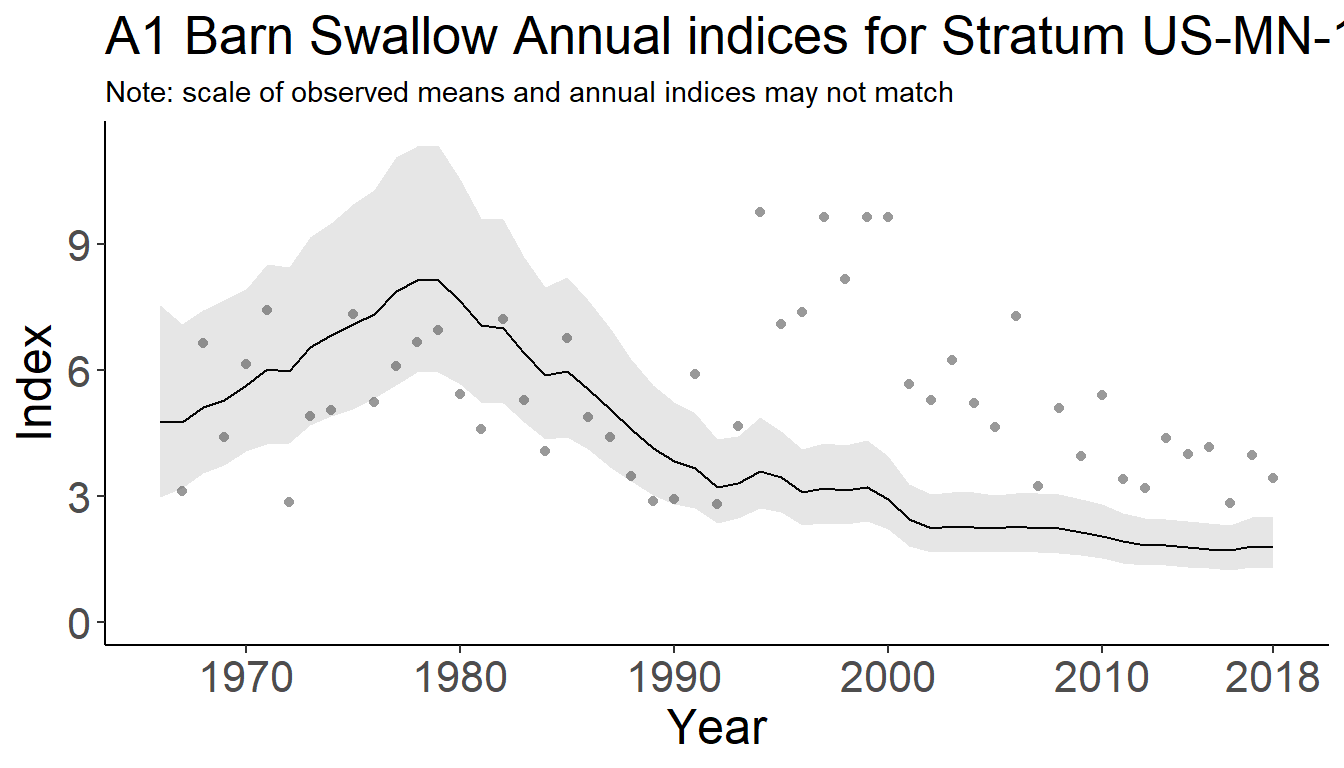 A1 Barn Swallow Annual indices for Stratum US-MN-1
Note: scale of observed means and annual indices may not match
9
6
3
0
Index
1970 1980 1990 2000 2010 2018
Year